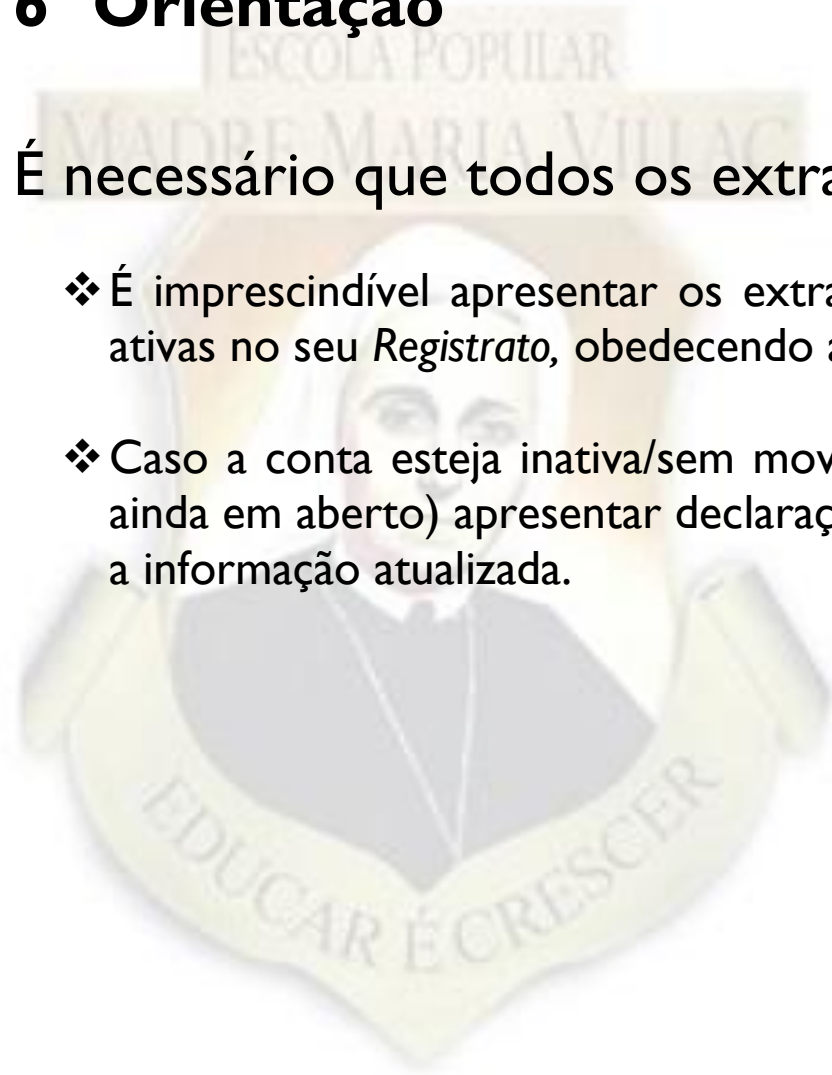 6 Orientação
ESCOLA POPULAR
MADRE MARIA VILLAC
É necessário que todos os extra
❖ É imprescindível apresentar os extra
ativas no seu Registrato, obedecendo a
❖ Caso a conta esteja inativa/sem mov
ainda em aberto) apresentar declaraç
a informação atualizada.
EDUCAR É CRESCER